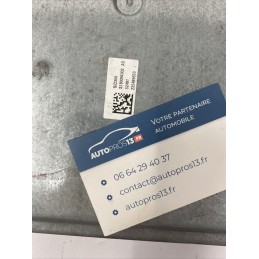 VOTRE PARTENAIRE
AUTOMOBILE
AUTOPROS13.FR
06 64 29 40 37
contact@autopros13.fr
autopros13.fr